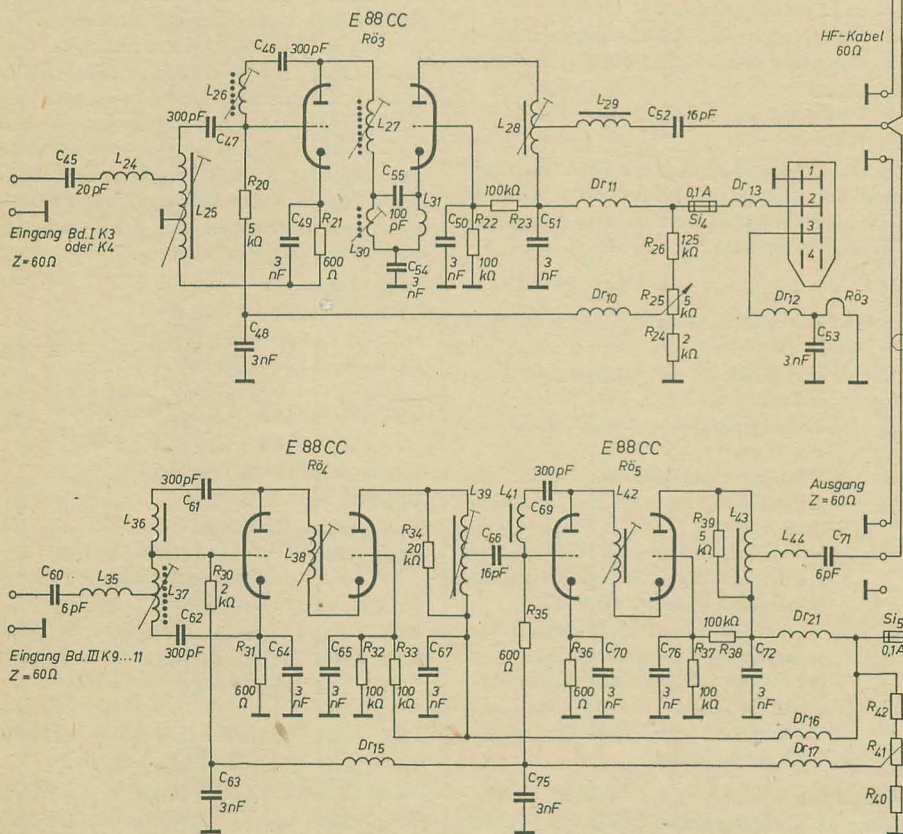 E 88 CC
Rö3
HF-Kabel
60Ω
C46
300pF
L26
300pF
C47
L27
L28
L29
C52
16pF
C45
20pF
L24
L25
R20
5
kΩ
C55
100
pF
L31
L30
C54
3
nF
C49
3
nF
R21
600
Ω
C50
3
nF
R22
100
kΩ
100kΩ
R23
C51
3
nF
Dr11
0,1 A
Si4
Dr13
1
2
3
4
Eingang Bd. I K3
oder K4
Z=60Ω
R26
125
kΩ
Dr10
R25
5
kΩ
R24
2
kΩ
Dr12
Rö3
C53
3nF
C48
3nF
E 88 CC
Rö4
E 88 CC
Rö5
Ausgang
Z=60Ω
300pF
C61
L36
L38
R34
20
kΩ
L39
C66
16pF
L41
300pF
C69
L42
R39
5
kΩ
L43
L44
C71
6pF
C60
6pF
L35
L37
R30
2
kΩ
C62
300pF
R35
600
Ω
Eingang Bd. III K9...11
Z=60Ω
R31
600
Ω
C64
3
nF
C65
3
nF
R32
100
kΩ
R33
100
kΩ
C67
3
nF
R36
600
Ω
C70
3
nF
C76
3
nF
R37
100
kΩ
100kΩ
R38
C72
3
nF
Dr21
Si5
0,1A
R42
Dr16
Dr15
Dr17
R41
C63
3nF
C75
3nF
R40